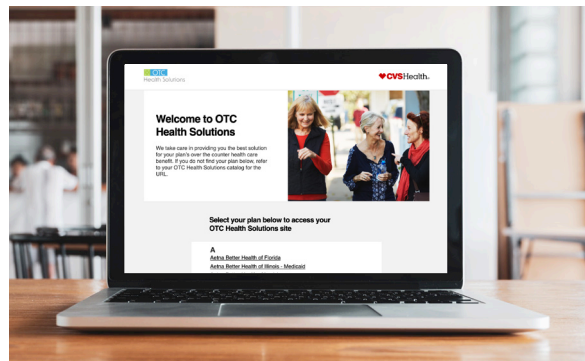 OTC
Health Solutions
CVSHealth.
Welcome to OTC
Health Solutions
We take care in providing you the best solution
for your plan's over the counter health care
benefit. If you do not find your plan below, refer
to your OTC Health Solutions catalog for the
URL.
Select your plan below to access your
OTC Health Solutions site
A
Aetna Better Health of Florida
Aetna Better Health of Illinois - Medicaid